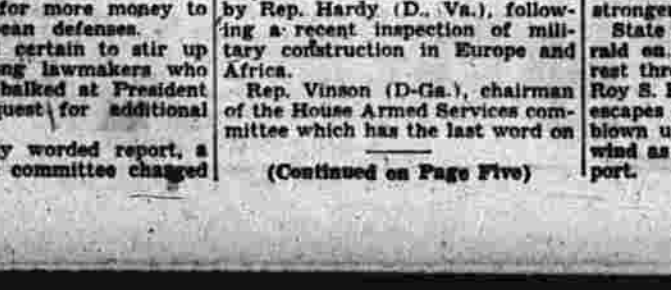 for more money to
ean defenses.
certain to stir up
ng lawmakers who
balked at President
quest for additional
y worded report, a
committee charged
by Rep. Hardy (D., Va.), follow-
ing a recent inspection of mili-
tary construction in Europe and
Africa.
Rep. Vinson (D-Ga.), chairman
of the House Armed Services com-
mittee which has the last word on
(Continued on Page Five)
stronges
State
rald eas
rest thr
Roy S. 
escapes
blown u
wind as
port.